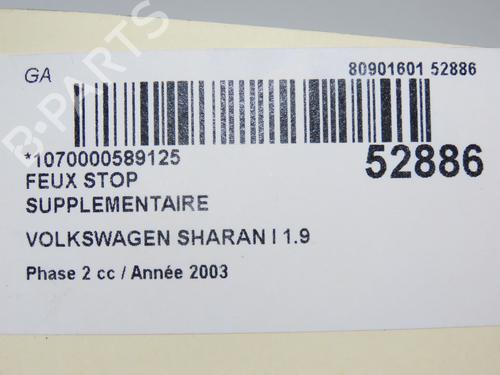 GA
80901601 52886
*1070000589125
52886
FEUX STOP
SUPPLEMENTAIRE
VOLKSWAGEN SHARAN I 1.9
Phase 2 cc / Année 2003
B-PARTS